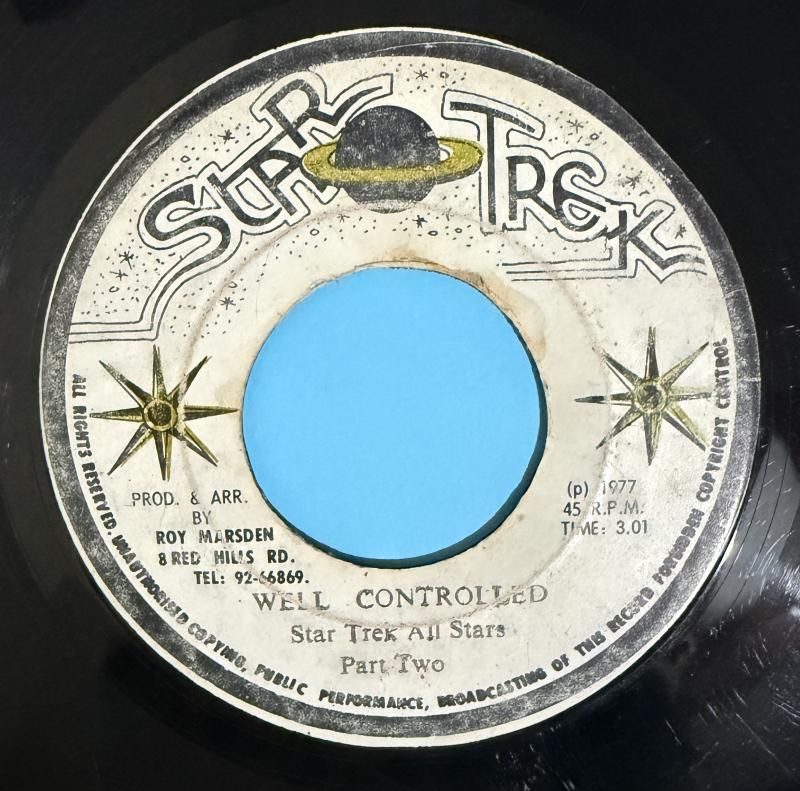 Star Trek
PROD. & ARR.
BY
ROY MARSDEN
8 RED HILLS RD.
TEL: 92-66869.
(p) 1977
45 R.P.M.
TIME: 3.01
WELL CONTROLLED
Star Trek All Stars
Part Two
ALL RIGHTS RESERVED. UNAUTHORISED COPYING, PUBLIC PERFORMANCE, BROADCASTING OF THIS RECORD FORBIDDEN COPYRIGHT CONTROL